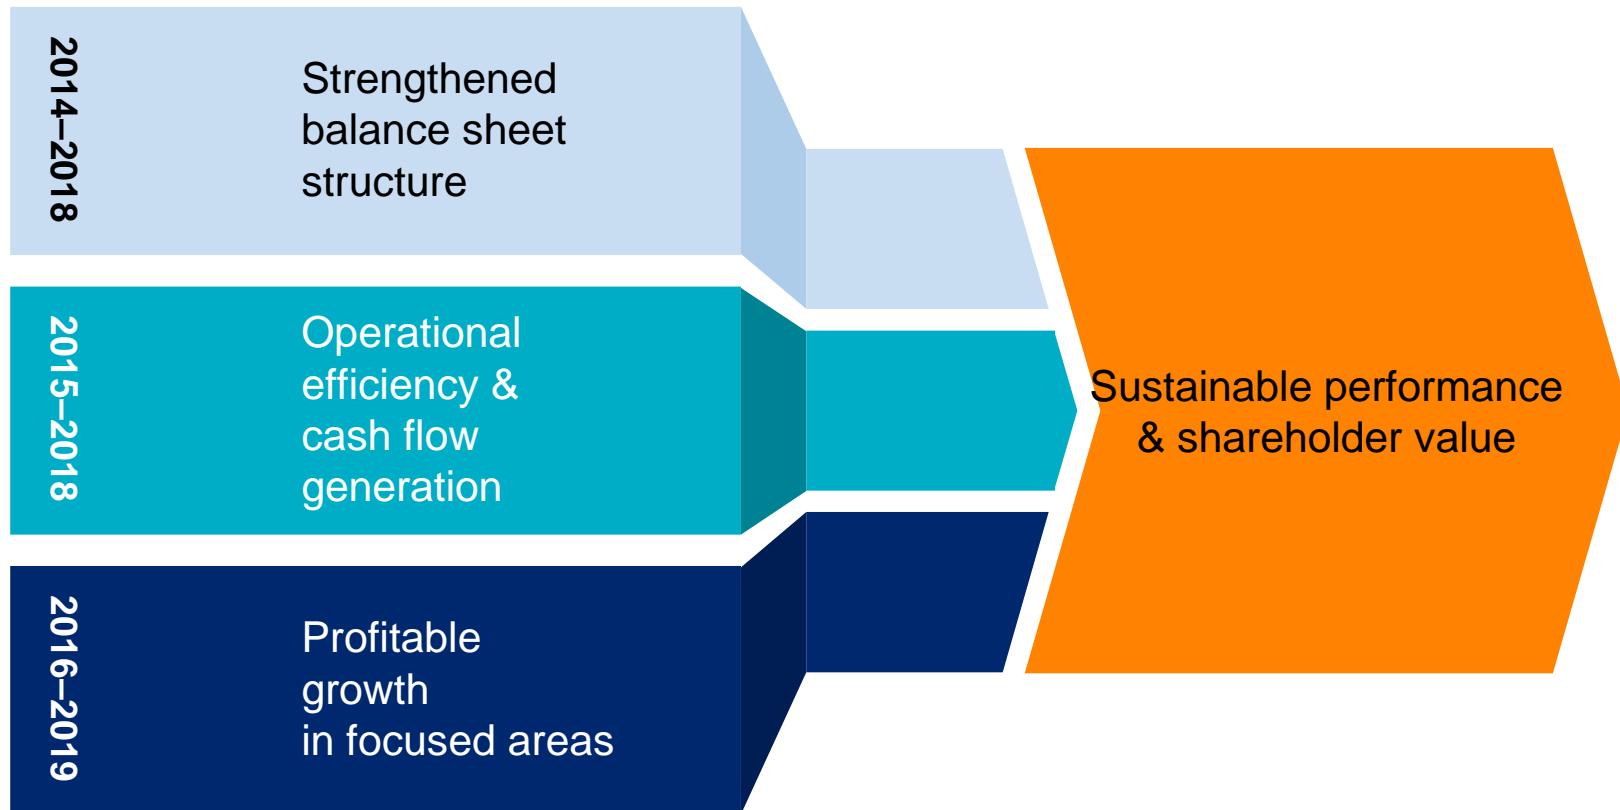 2014–2018
Strengthened
balance sheet
structure
2015–2018
Operational
efficiency &
cash flow
generation
2016–2019
Profitable
growth
in focused areas
Sustainable performance
& shareholder value